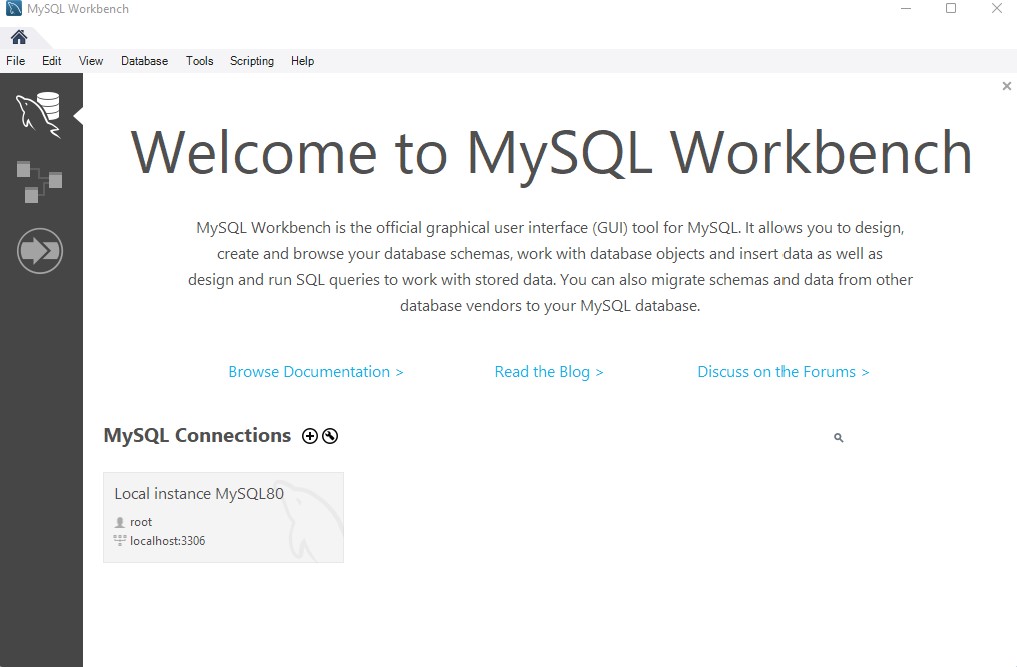 MySQL Workbench
File Edit View Database Tools Scripting Help
Welcome to MySQL Workbench
MySQL Workbench is the official graphical user interface (GUI) tool for MySQL. It allows you to design,
create and browse your database schemas, work with database objects and insert data as well as
design and run SQL queries to work with stored data. You can also migrate schemas and data from other
database vendors to your MySQL database.
Browse Documentation > Read the Blog > Discuss on the Forums >
MySQL Connections
Local instance MySQL80
root
localhost:3306